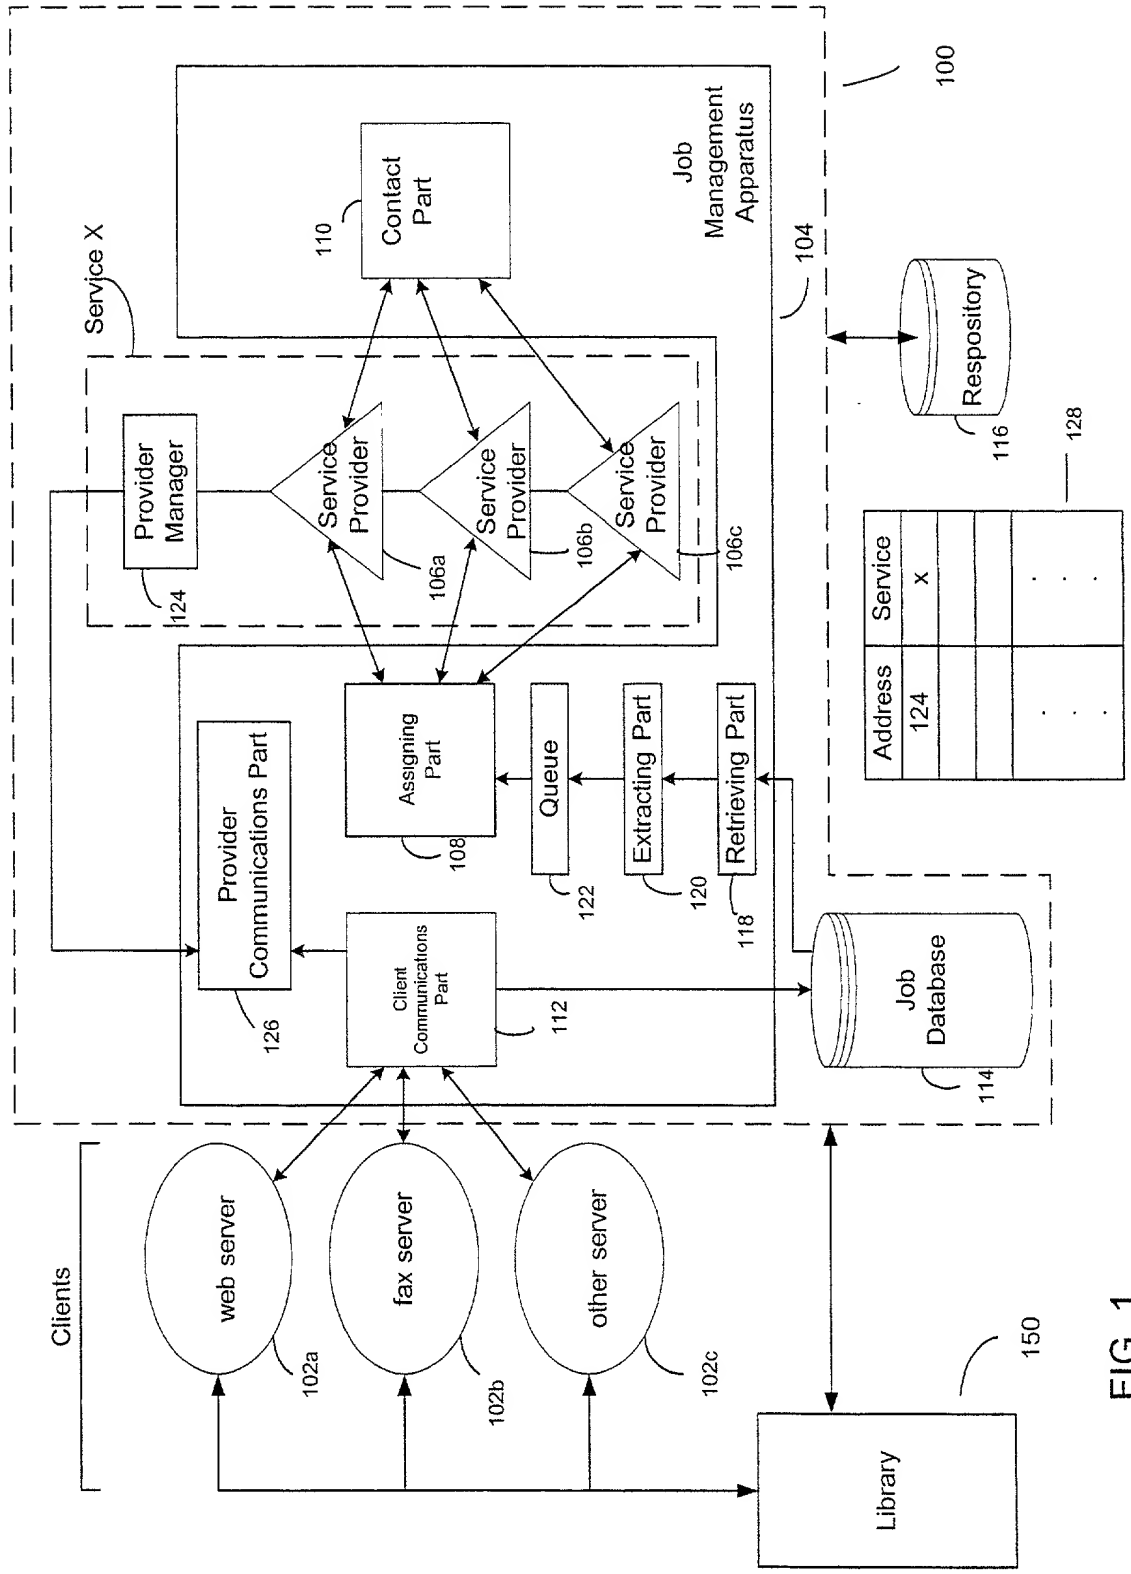 Clients
Service X
Provider
Manager
124
web server
102a
Provider
Communications Part
126
Service
Provider
106a
110
Contact
Part
fax server
102b
Client
Communications
Part
112
Assigning
Part
108
Service
Provider
106b
other server
102c
Queue
122
Service
Provider
106c
Extracting Part
120
Retrieving Part
118
Job
Management
Apparatus
104
Library
150
Job
Database
114
100
Respository
116
Address
Service
124
X
. . .
. . .
128
FIG. 1